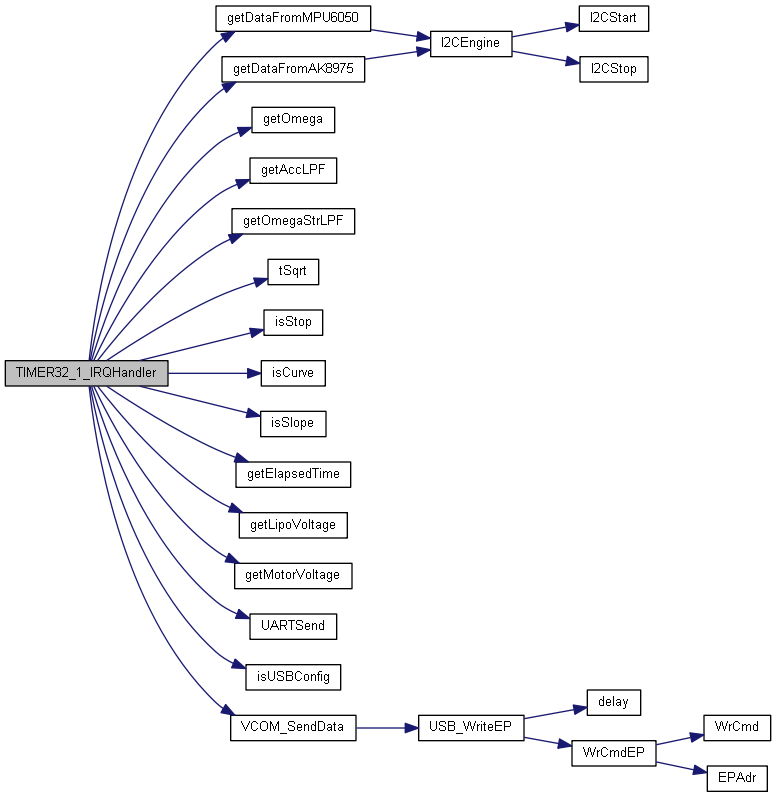 getDataFromMPU6050
I2CStart
I2CEngine
getDataFromAK8975
I2CStop
getOmega
getAccLPF
getOmegaStrLPF
tSqrt
isStop
TIMER32_1_IRQHandler
isCurve
isSlope
getElapsedTime
getLipoVoltage
getMotorVoltage
UARTSend
isUSBConfig
delay
VCOM_SendData
USB_WriteEP
WrCmd
WrCmdEP
EPAdr